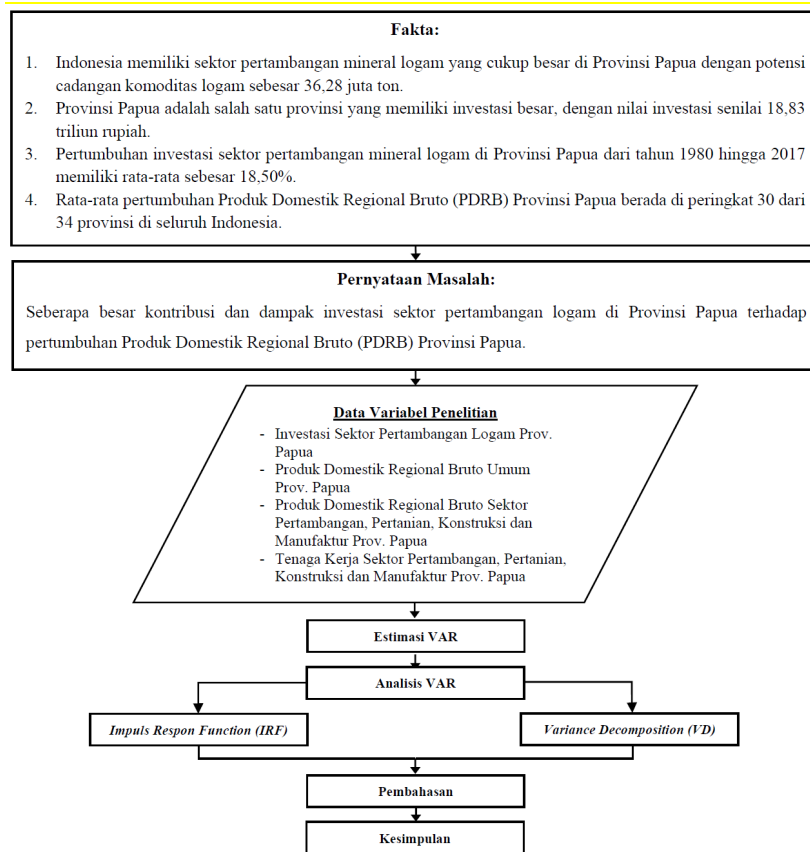 Fakta:
1. Indonesia memiliki sektor pertambangan mineral logam yang cukup besar di Provinsi Papua dengan potensi
cadangan komoditas logam sebesar 36,28 juta ton.
2. Provinsi Papua adalah salah satu provinsi yang memiliki investasi besar, dengan nilai investasi senilai 18,83
triliun rupiah.
3. Pertumbuhan investasi sektor pertambangan mineral logam di Provinsi Papua dari tahun 1980 hingga 2017
memiliki rata-rata sebesar 18,50%.
4. Rata-rata pertumbuhan Produk Domestik Regional Bruto (PDRB) Provinsi Papua berada di peringkat 30 dari
34 provinsi di seluruh Indonesia.
Pernyataan Masalah:
Seberapa besar kontribusi dan dampak investasi sektor pertambangan logam di Provinsi Papua terhadap
pertumbuhan Produk Domestik Regional Bruto (PDRB) Provinsi Papua.
Data Variabel Penelitian
- Investasi Sektor Pertambangan Logam Prov.
Papua
- Produk Domestik Regional Bruto Umum
Prov. Papua
- Produk Domestik Regional Bruto Sektor
Pertambangan, Pertanian, Konstruksi dan
Manufaktur Prov. Papua
- Tenaga Kerja Sektor Pertambangan, Pertanian,
Konstruksi dan Manufaktur Prov. Papua
Estimasi VAR
Analisis VAR
Impuls Respon Function (IRF)
Variance Decomposition (VD)
Pembahasan
Kesimpulan